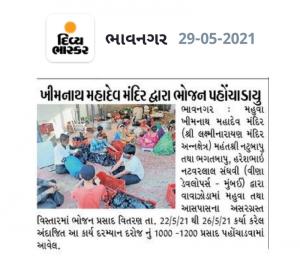 દિવ્ય ભાસ્કર
ભાવનગર 29-05-2021
ખીમનાથ મહાદેવ મંદિર દ્વારા ભોજન પહોંચાડાયુ
ભાવનગર : મહુવા
ખીમનાથ મહાદેવ મંદિર
(શ્રી લક્ષ્મીનારાયણ મંદિર
અન્નક્ષેત્ર) મહંતશ્રી નટુબાપુ
તથા ભગતબાપુ, હરેશભાઈ
નટવરલાલ સંઘવી (વીણા
ડેવલોપર્સ - મુંબઈ) દ્વારા
વાવાઝોડામાં મહુવા તથા
આસપાસના અસરગ્રસ્ત
વિસ્તારમાં ભોજન પ્રસાદ વિતરણ તા. 22/5/21 થી 26/5/21 કર્યા કરેલ
અંદાજિત આ કાર્ય દરમ્યાન દરોજ નું 1000 -1200 પ્રસાદ પહોંચાડવામાં
આવેલ.